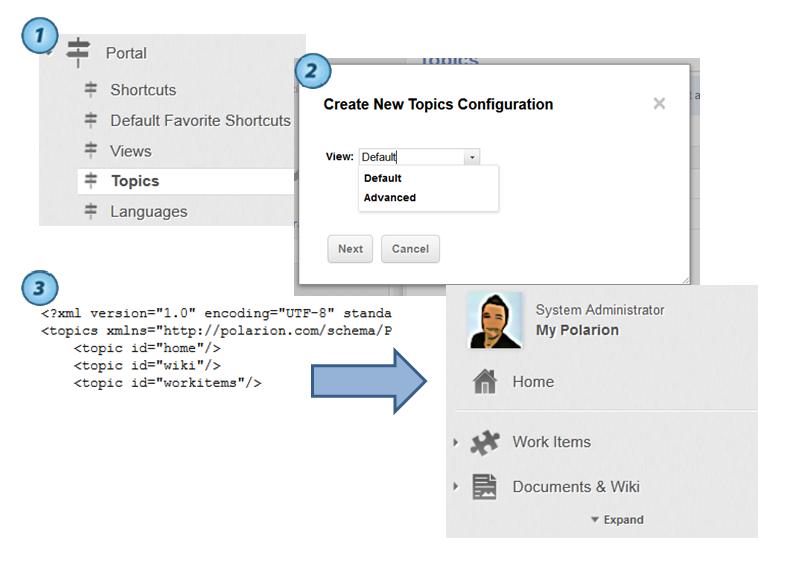 1
Portal
Shortcuts
Default Favorite Shortcuts
Views
Topics
Languages
2
Topics
Create New Topics Configuration
View: Default
Default
Advanced
Next Cancel
3
<?xml version="1.0" encoding="UTF-8" standa
<topics xmlns="http://polarion.com/schema/P
<topic id="home"/>
<topic id="wiki"/>
<topic id="workitems"/>
System Administrator
My Polarion
Home
Work Items
Documents & Wiki
Expand